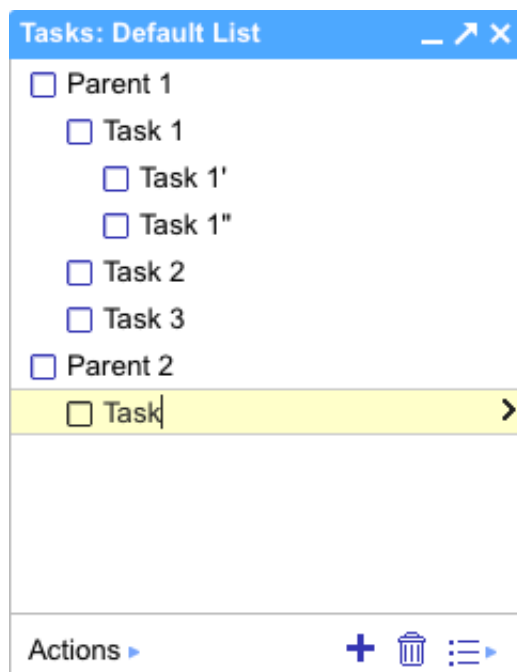 Tasks: Default List
Parent 1
Task 1
Task 1'
Task 1"
Task 2
Task 3
Parent 2
Task
Actions